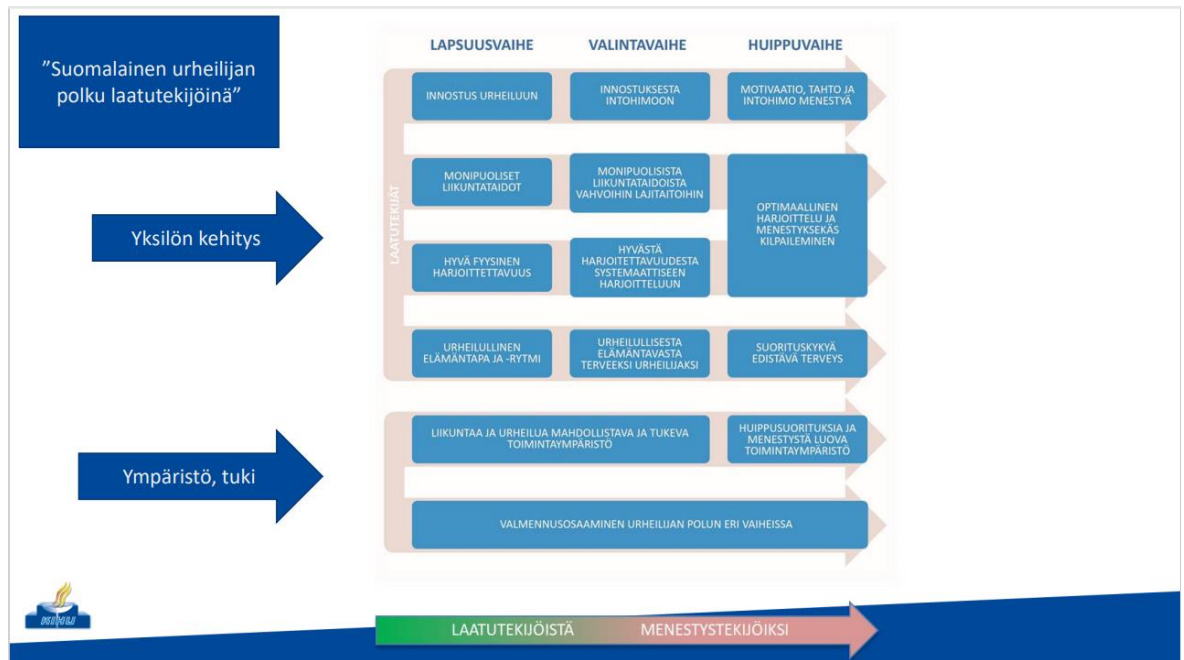 ”Suomalainen urheilijan
polku laatutekijöinä”
LAPSUUSVAIHE
VALINTAVAIHE
HUIPPUVAIHE
LAATUTEKIJÄT
INNOSTUS URHEILUUN
INNOSTUKSESTA
INTOHIMOON
MOTIVAATIO, TAHTO JA
INTOHIMO MENESTYÄ
Yksilön kehitys
MONIPUOLISET
LIIKUNTATAIDOT
MONIPUOLISISTA
LIIKUNTATAIDOISTA
VAHVOIHIN LAJITAITOIHIN
OPTIMAALLINEN
HARJOITTELU JA
MENESTYKSEKÄS
KILPAILEMINEN
HYVÄ FYYSINEN
HARJOITTETTAVUUS
HYVÄSTÄ
HARJOITETTAVUUDESTA
SYSTEMAATTISEEN
HARJOITTELUUN
URHEILULLINEN
ELÄMÄNTAPA JA -RYTMI
URHEILULLISESTA
ELÄMÄNTAVASTA
TERVEEKSI URHEILIJAKSI
SUORITUSKYKYÄ
EDISTÄVÄ TERVEYS
Ympäristö, tuki
LIIKUNTAA JA URHEILUA MAHDOLLISTAVA JA TUKEVA
TOIMINTAYMPÄRISTÖ
HUIPPUSUORITUKSIA JA
MENESTYSTÄ LUOVA
TOIMINTAYMPÄRISTÖ
VALMENNUSOSAAMINEN URHEILIJAN POLUN ERI VAIHEISSA
KIHU
LAATUTEKIJÖISTÄ
MENESTYSTEKIJÖIKSI